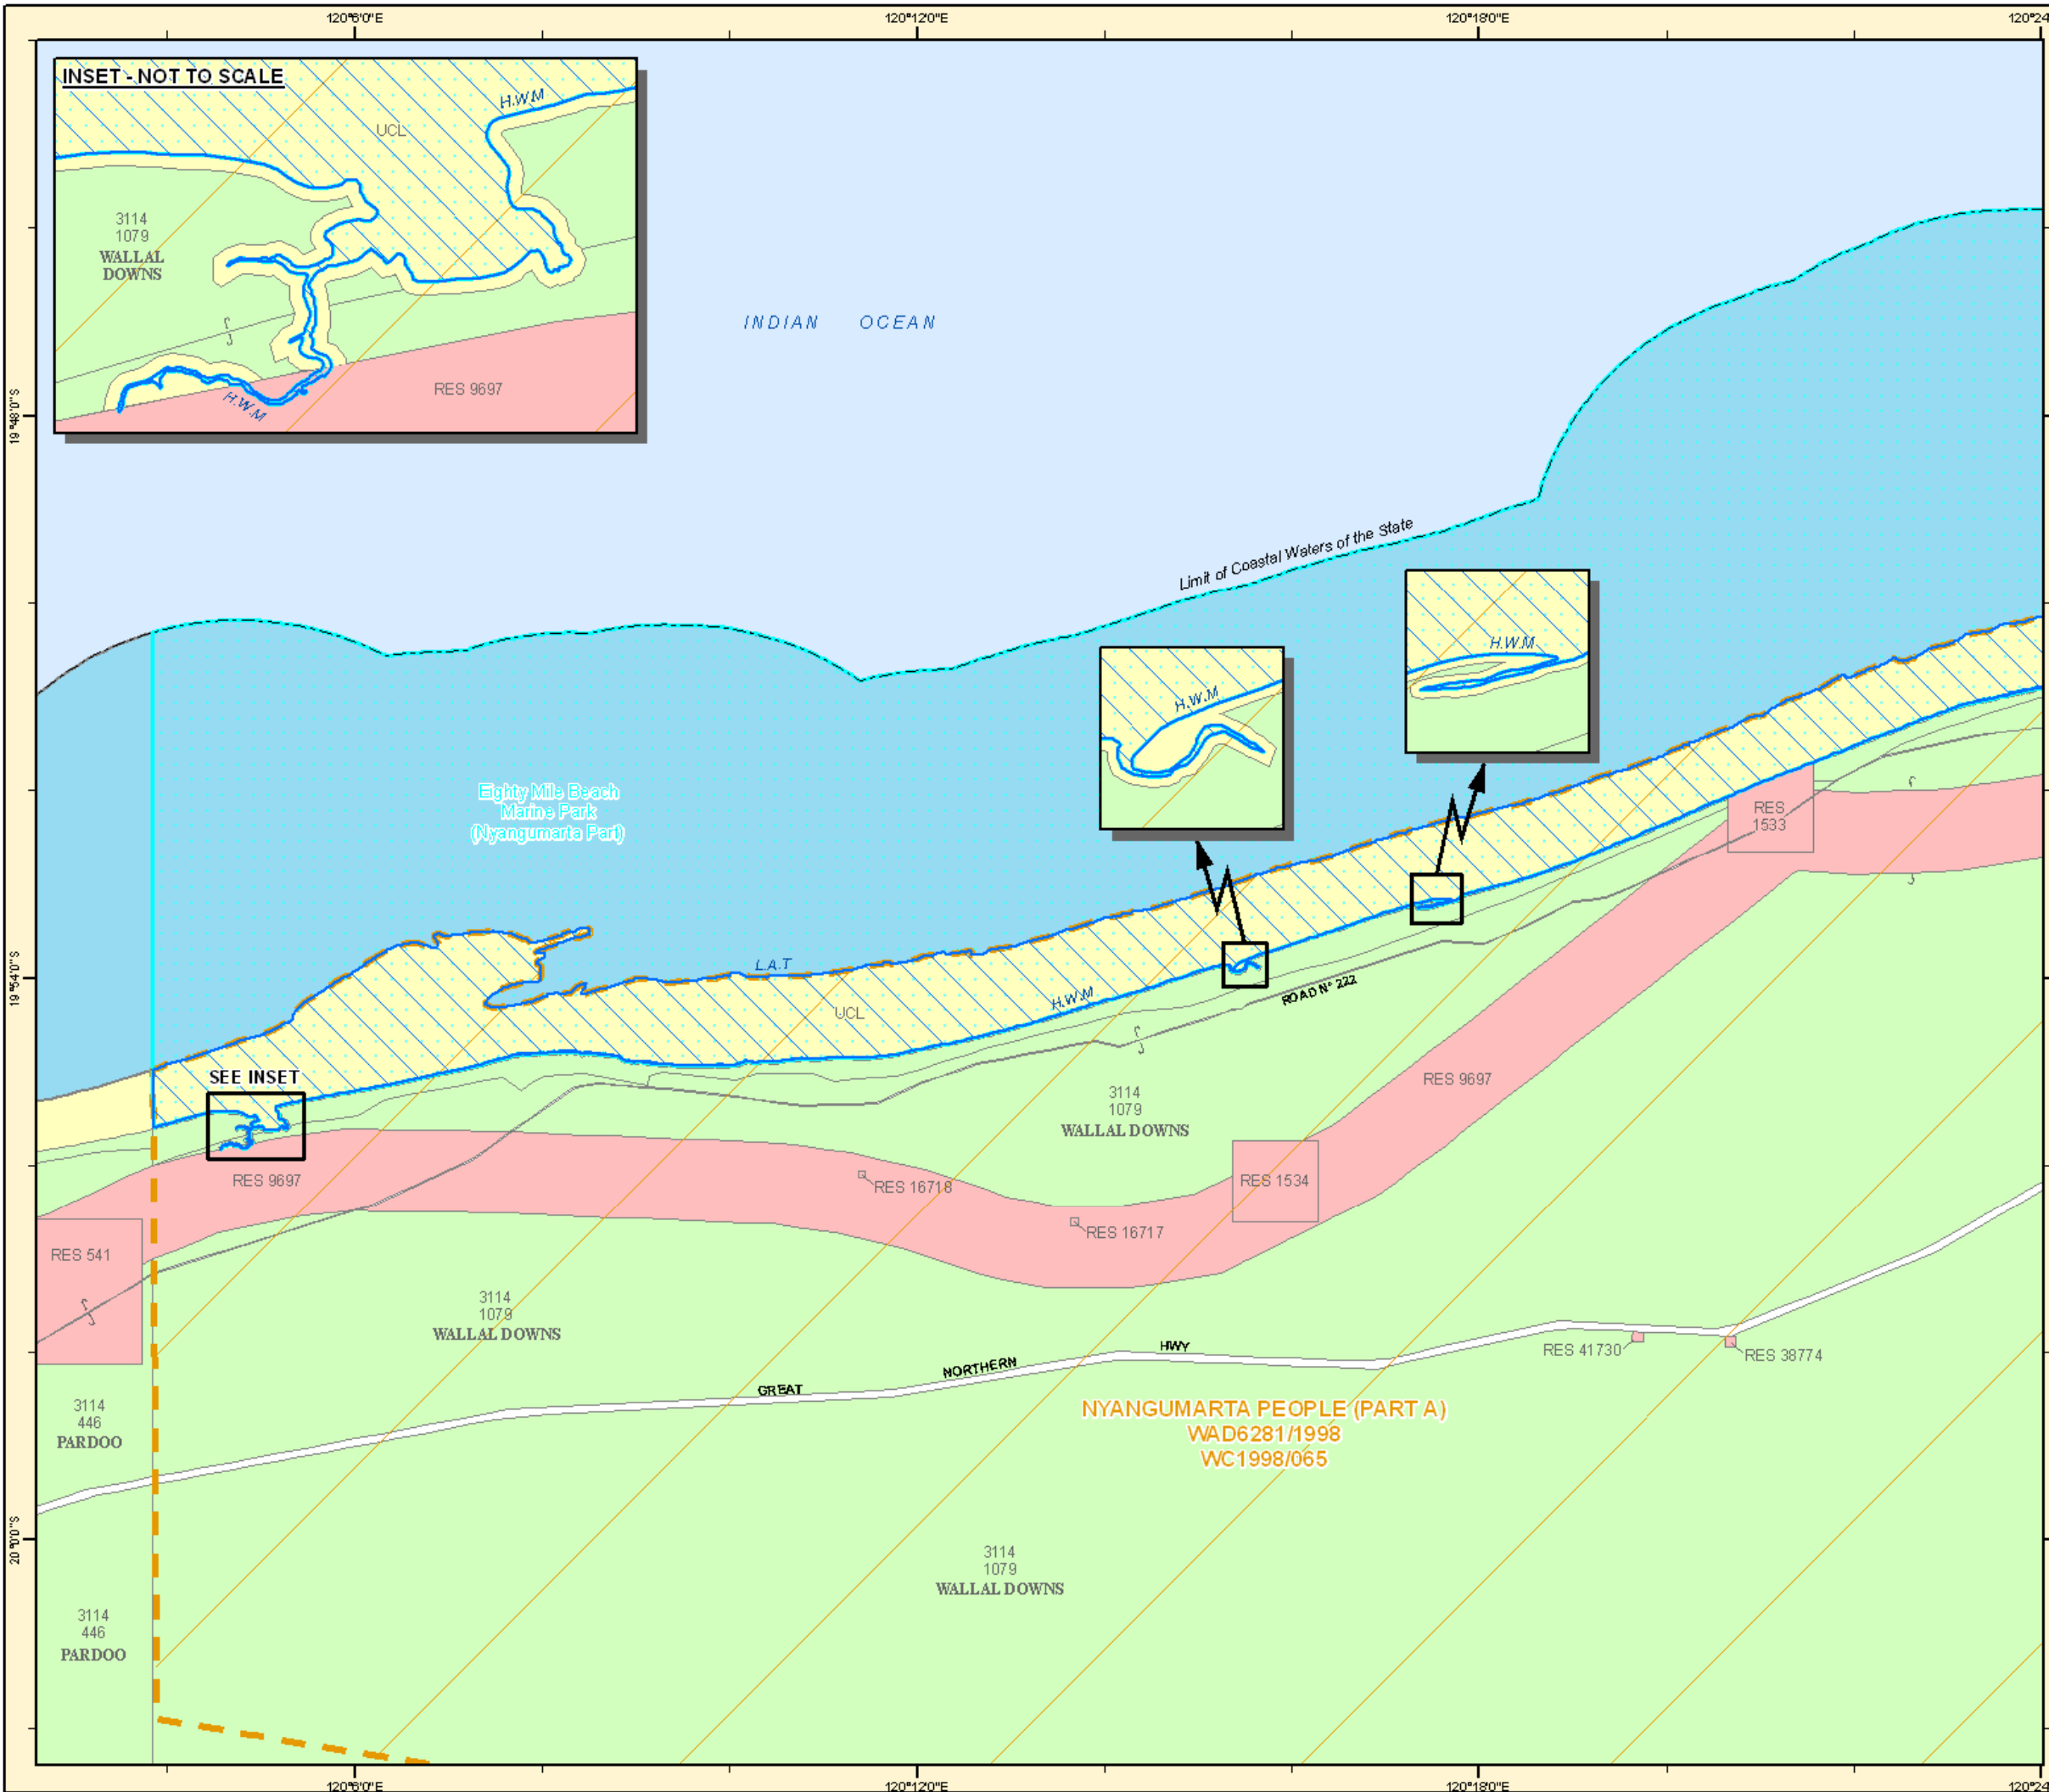 120°6'0"E
120°12'0"E
120°18'0"E
120°24
INSET - NOT TO SCALE
H.W.M
UCL
3114
1079
WALLAL
DOWNS
RES 9697
H.W.M
INDIAN OCEAN
19°48'0"S
Limit of Coastal Waters of the State
H.W.M
H.W.M
Eighty Mile Beach
Marine Park
(Nyangumarta Part)
RES
1533
L.A.T
H.W.M
UCL
ROAD N° 222
19°54'0"S
SEE INSET
RES 9697
3114
1079
WALLAL DOWNS
RES 9697
RES 16718
RES 1534
RES 16717
RES 541
3114
1079
WALLAL DOWNS
GREAT NORTHERN HWY
RES 41730
RES 38774
NYANGUMARTA PEOPLE (PART A)
WAD6281/1998
WC1998/065
3114
446
PARDOO
20°0'0"S
3114
1079
WALLAL DOWNS
3114
446
PARDOO
120°6'0"E
120°12'0"E
120°18'0"E
120°24